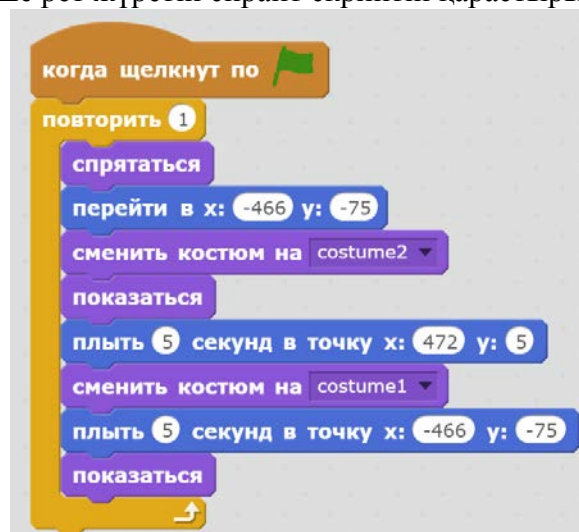 когда щелкнут по
повторить 1
спрятаться
перейти в x: -466 y: -75
сменить костюм на costume2
показаться
плыть 5 секунд в точку x: 472 y: 5
сменить костюм на costume1
плыть 5 секунд в точку x: -466 y: -75
показаться